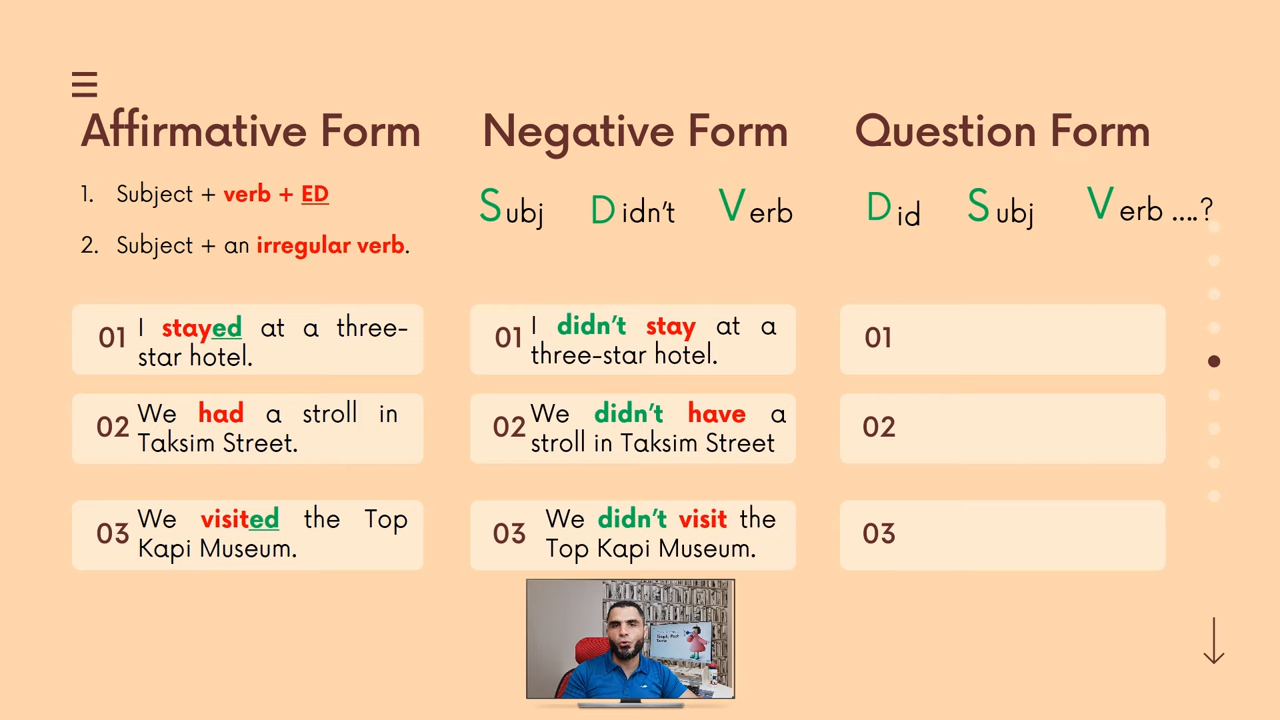 Affirmative Form
1. Subject + verb + ED
2. Subject + an irregular verb.
01 I stayed at a three-
star hotel.
02 We had a stroll in
Taksim Street.
03 We visited the Top
Kapi Museum.
Negative Form
Subj Didn't Verb
01 I didn't stay at a
three-star hotel.
02 We didn't have a
stroll in Taksim Street
03 We didn't visit the
Top Kapi Museum.
Question Form
Did Subj Verb ....?
01
02
03